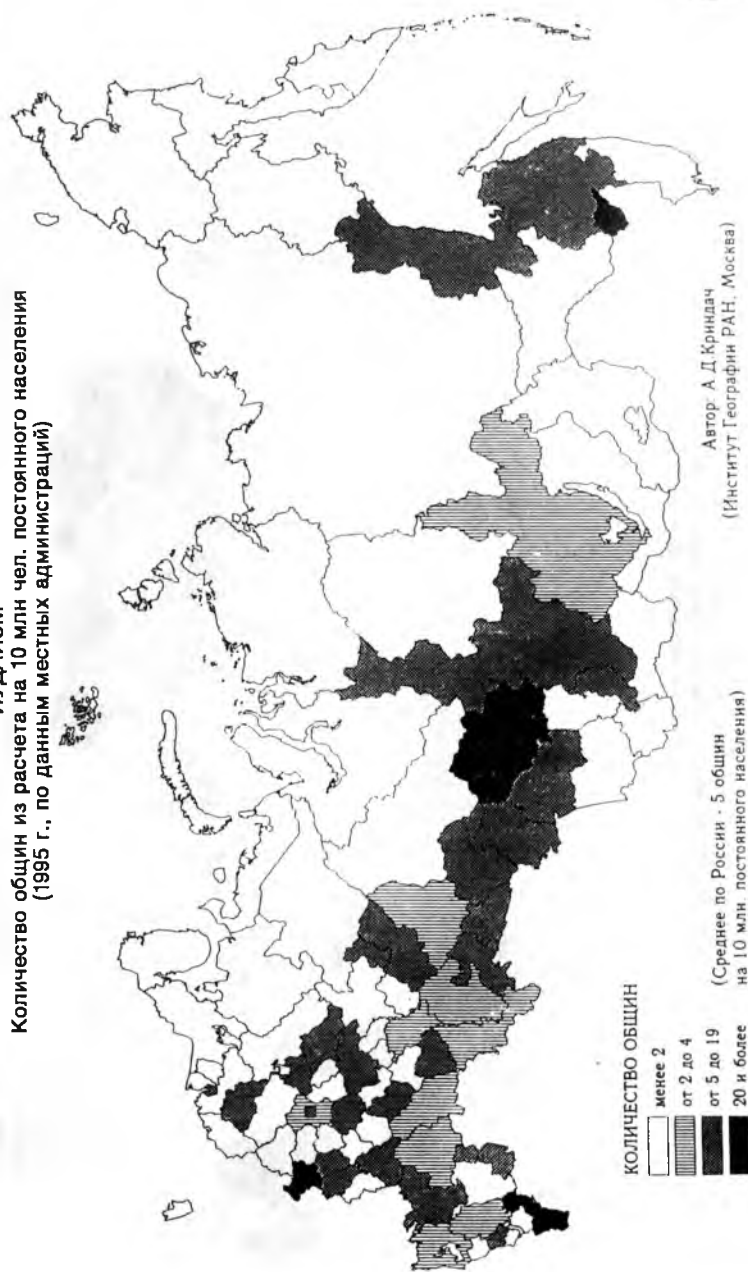 Количество общин из расчета на 10 млн чел. постоянного населения
(1995 г., по данным местных администраций)
КОЛИЧЕСТВО ОБЩИН
менее 2
от 2 до 4
от 5 до 19
20 и более
(Среднее по России - 5 общин
на 10 млн. постоянного населения)
Автор: А.Д.Криндач
(Институт Географии РАН, Москва)